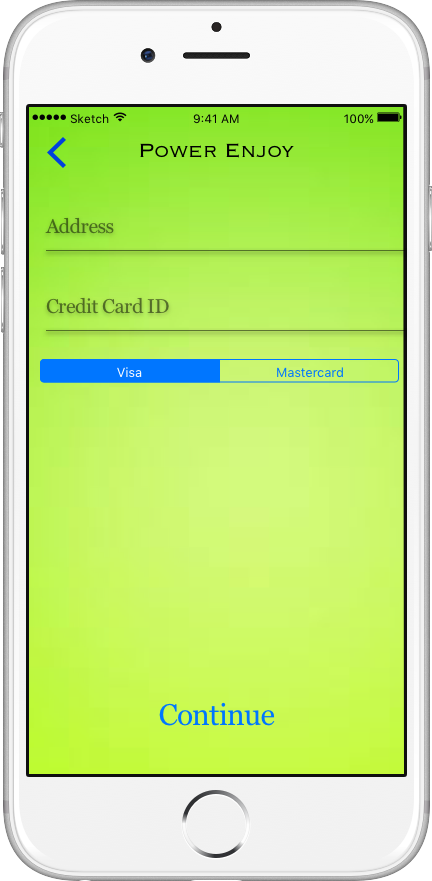 Sketch 9:41 AM 100%
Power Enjoy
Address
Credit Card ID
Visa Mastercard
Continue